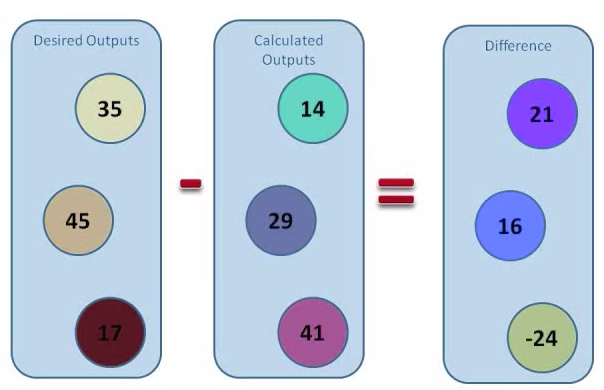 Desired Outputs
35
45
17
-
Calculated
Outputs
14
29
41
=
Difference
21
16
-24